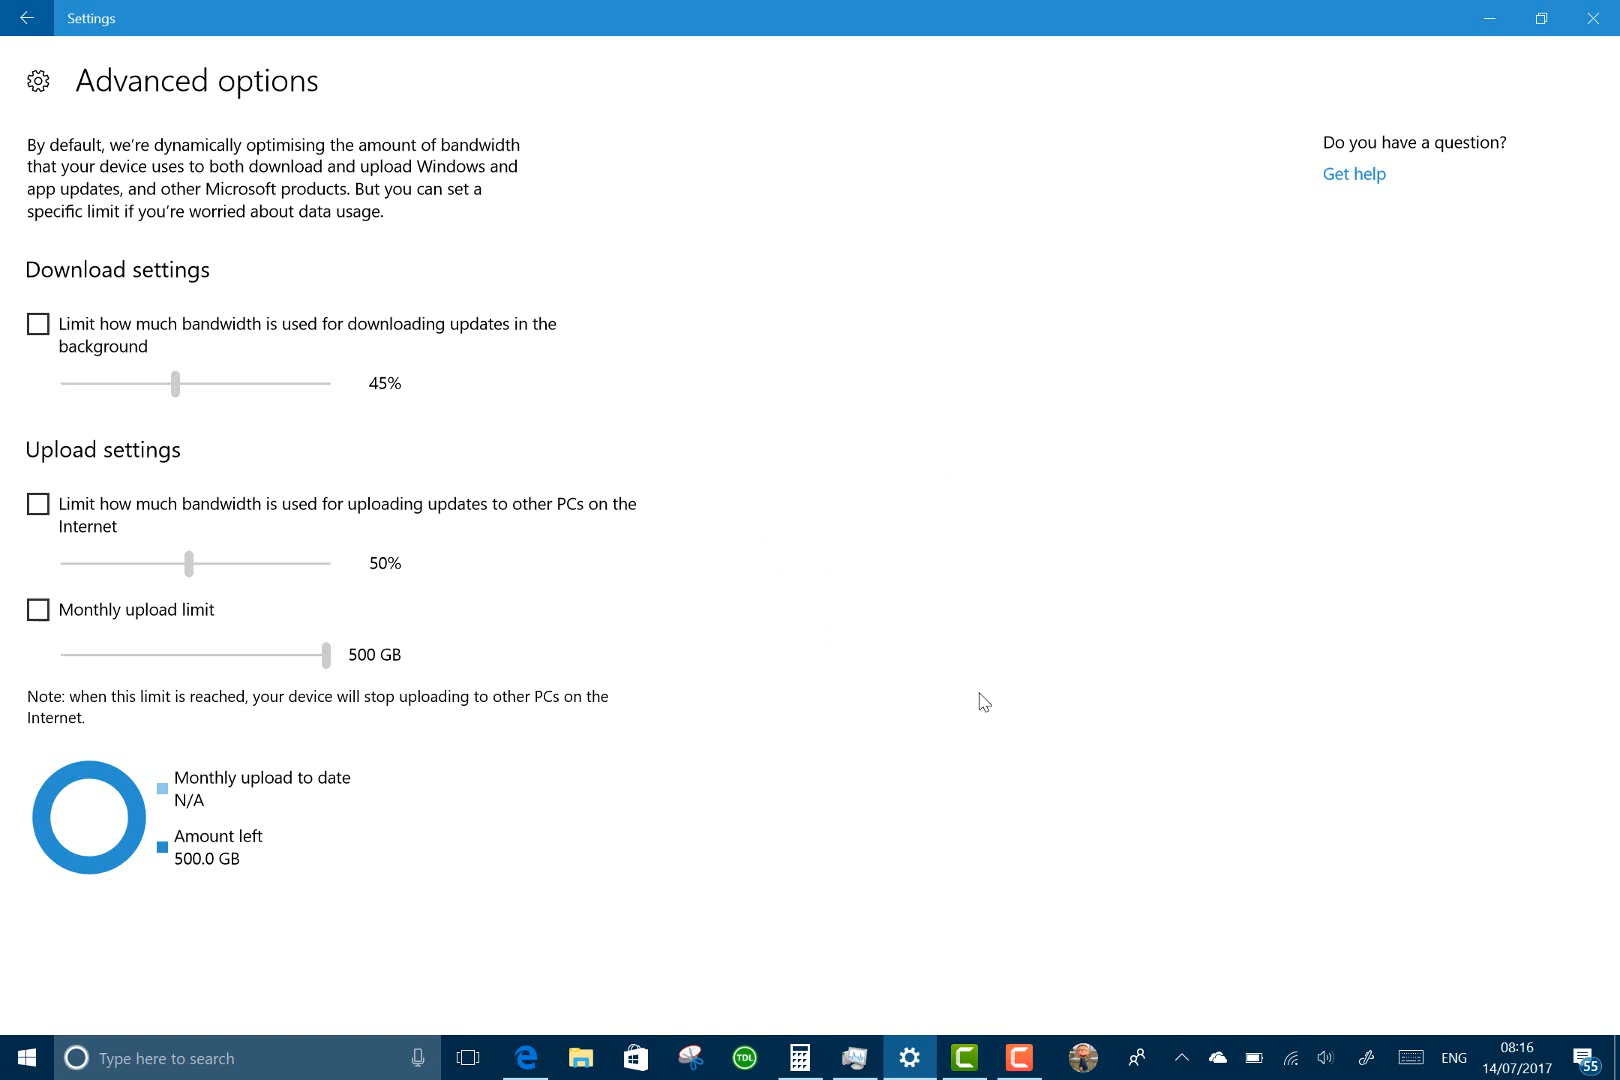 Settings
Advanced options
By default, we’re dynamically optimising the amount of bandwidth
that your device uses to both download and upload Windows and
app updates, and other Microsoft products. But you can set a
specific limit if you’re worried about data usage.
Do you have a question?
Get help
Download settings
Limit how much bandwidth is used for downloading updates in the
background
45%
Upload settings
Limit how much bandwidth is used for uploading updates to other PCs on the
Internet
50%
Monthly upload limit
500 GB
Note: when this limit is reached, your device will stop uploading to other PCs on the
Internet.
Monthly upload to date
N/A
Amount left
500.0 GB
Type here to search
TDL
ENG
08:16
14/07/2017
55